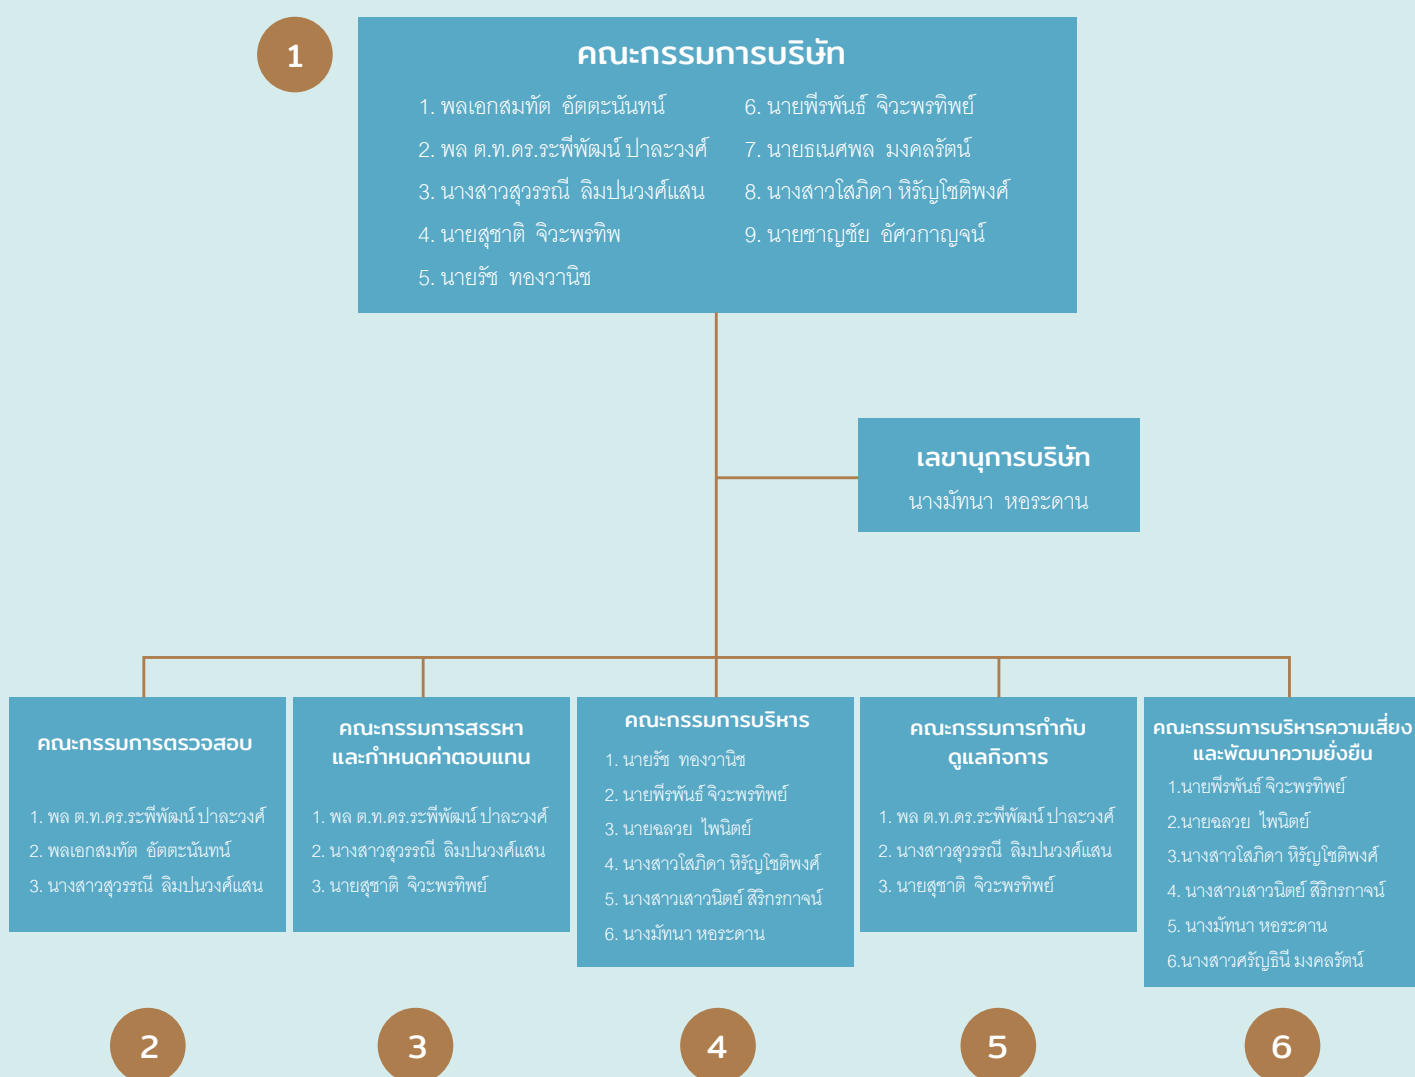 1
คณะกรรมการบริษัท
1. พลเอกสมทัต อัตตะนันทน์
2. พล ต.ท.ดร.ระพีพัฒน์ ปาละวงศ์
3. นางสาวสุวรรณี ลิมปนวงศ์แสน
4. นายสุชาติ จิวะพรทิพ
5. นายรัช ทองวานิช
6. นายพีรพันธ์ จิวะพรทิพย์
7. นายธเนศพล มงคลรัตน์
8. นางสาวโสภิดา หิรัญโชติพงศ์
9. นายชาญชัย อัศวกาญจน์
เลขานุการบริษัท
นางมัทนา หอระดาน
คณะกรรมการตรวจสอบ
1. พล ต.ท.ดร.ระพีพัฒน์ ปาละวงศ์
2. พลเอกสมทัต อัตตะนันทน์
3. นางสาวสุวรรณี ลิมปนวงศ์แสน
2
คณะกรรมการสรรหา
และกำหนดค่าตอบแทน
1. พล ต.ท.ดร.ระพีพัฒน์ ปาละวงศ์
2. นางสาวสุวรรณี ลิมปนวงศ์แสน
3. นายสุชาติ จิวะพรทิพย์
3
คณะกรรมการบริหาร
1. นายรัช ทองวานิช
2. นายพีรพันธ์ จิวะพรทิพย์
3. นายฉลวย ไพนิตย์
4. นางสาวโสภิดา หิรัญโชติพงศ์
5. นางสาวเสาวนิตย์ สิริกรกาจน์
6. นางมัทนา หอระดาน
4
คณะกรรมการกำกับ
ดูแลกิจการ
1. พล ต.ท.ดร.ระพีพัฒน์ ปาละวงศ์
2. นางสาวสุวรรณี ลิมปนวงศ์แสน
3. นายสุชาติ จิวะพรทิพย์
5
คณะกรรมการบริหารความเสี่ยง
และพัฒนาความยั่งยืน
1.นายพีรพันธ์ จิวะพรทิพย์
2.นายฉลวย ไพนิตย์
3.นางสาวโสภิดา หิรัญโชติพงศ์
4. นางสาวเสาวนิตย์ สิริกรกาจน์
5. นางมัทนา หอระดาน
6.นางสาวศรัญธินี มงคลรัตน์
6